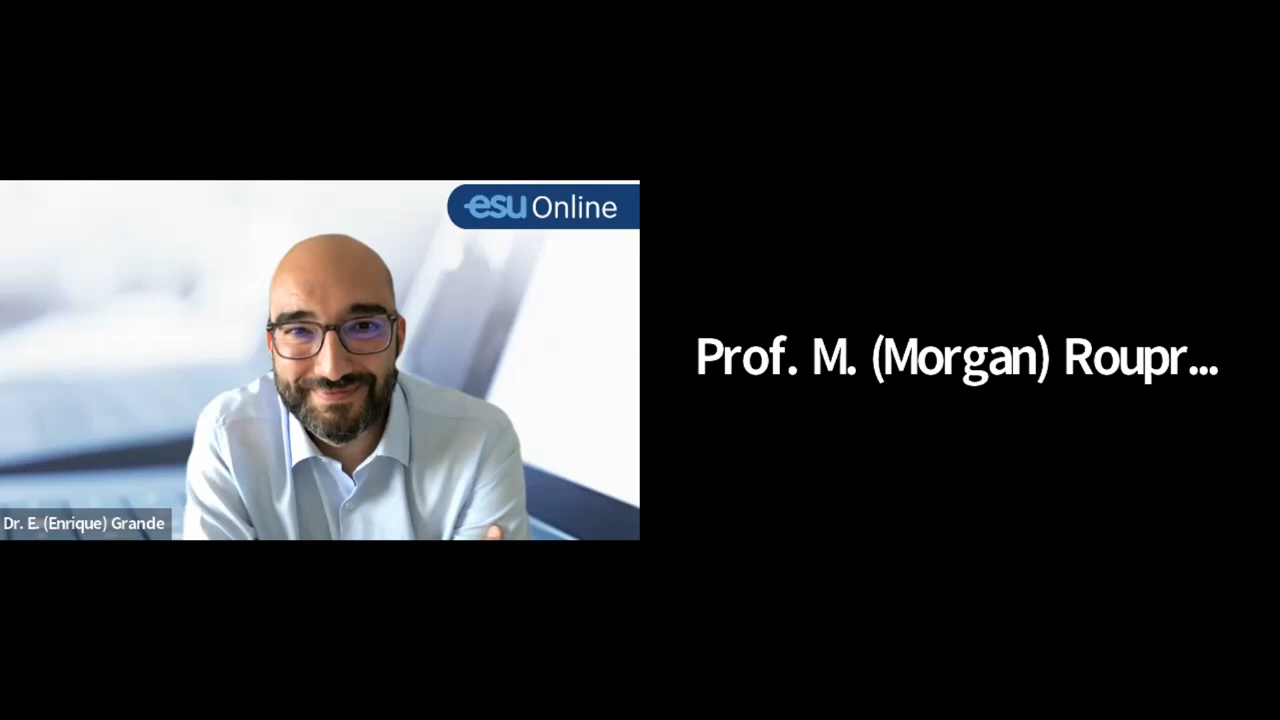 esu Online
Prof. M. (Morgan) Roupr...
Dr. E. (Enrique) Grande